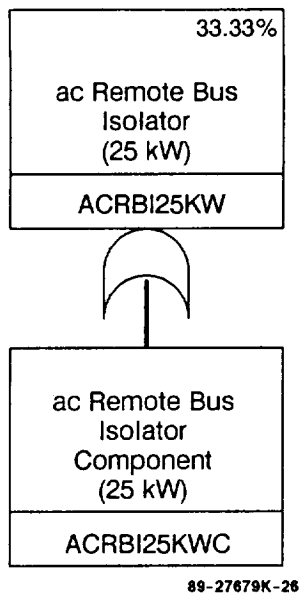 33.33%
ac Remote Bus
Isolator
(25 kW)
ACRBI25KW
ac Remote Bus
Isolator
Component
(25 kW)
ACRBI25KWC
89-27679K-26